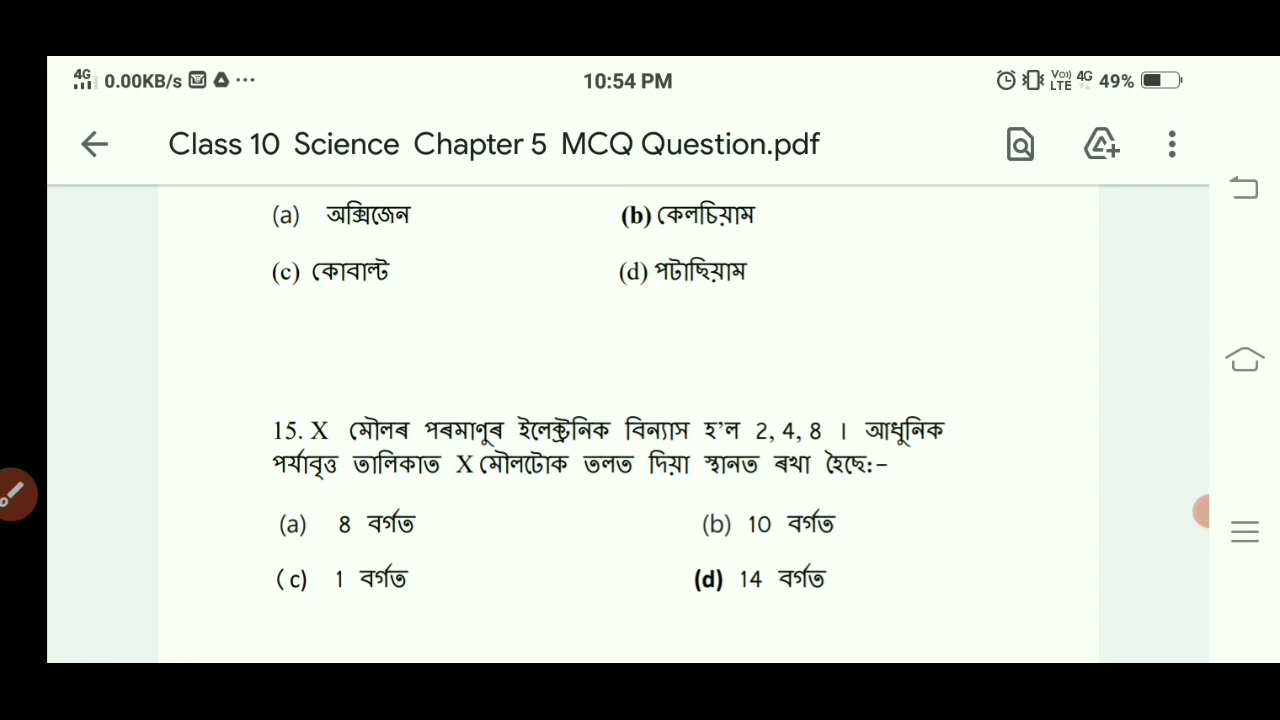 4G 0.00KB/s ... 10:54 PM Vo) LTE 4G 49%
Class 10 Science Chapter 5 MCQ Question.pdf
(a) অক্সিজেন (b) কেলচিয়াম
(c) কোবাল্ট (d) পটাছিয়াম
15. X মৌলৰ পৰমাণুৰ ইলেক্ট্ৰনিক বিন্যাস হ’ল 2, 4, 8 । আধুনিক
পৰ্যাবৃত্ত তালিকাত X মৌলটোক তলত দিয়া স্থানত ৰখা হৈছে:-
(a) 8 বৰ্গত (b) 10 বৰ্গত
(c) 1 বৰ্গত (d) 14 বৰ্গত